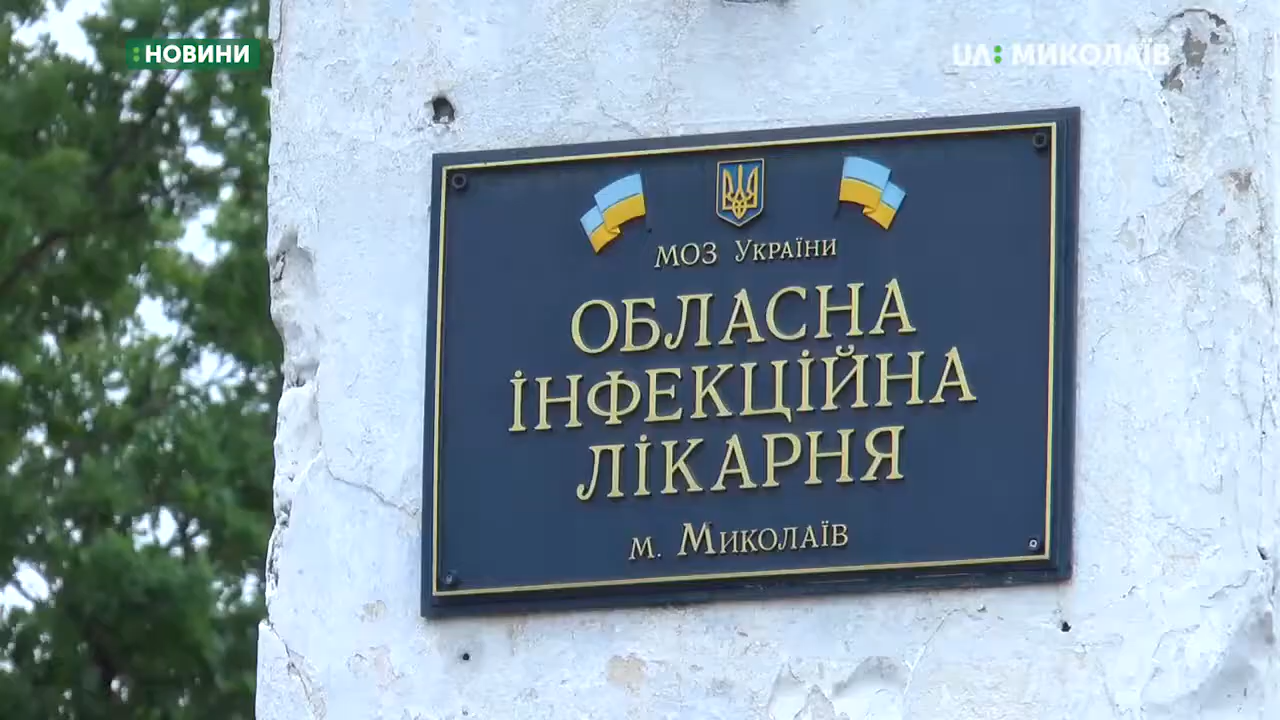 :НОВИНИ
UA: МИКОЛАЇВ
МОЗ УКРАЇНИ
ОБЛАСНА
ІНФЕКЦІЙНА
ЛІКАРНЯ
М. МИКОЛАЇВ